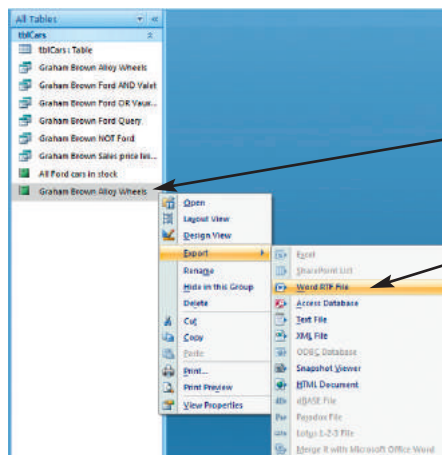 All Tables
tblCars
tblCars : Table
Graham Brown Alloy Wheels
Graham Brown Ford AND Valet
Graham Brown Ford OR Vaux...
Graham Brown Ford Query
Graham Brown NOT Ford
Graham Brown Sales price les...
All Ford cars in stock
Graham Brown Alloy Wheels
Open
Layout View
Design View
Export
Rename
Hide in this Group
Delete
Cut
Copy
Paste
Print...
Print Preview
View Properties
Excel
SharePoint List
Word RTF File
Access Database
Text File
XML File
ODBC Database
Snapshot Viewer
HTML Document
dBASE File
Paradox File
Lotus 1-2-3 File
Merge it with Microsoft Office Word